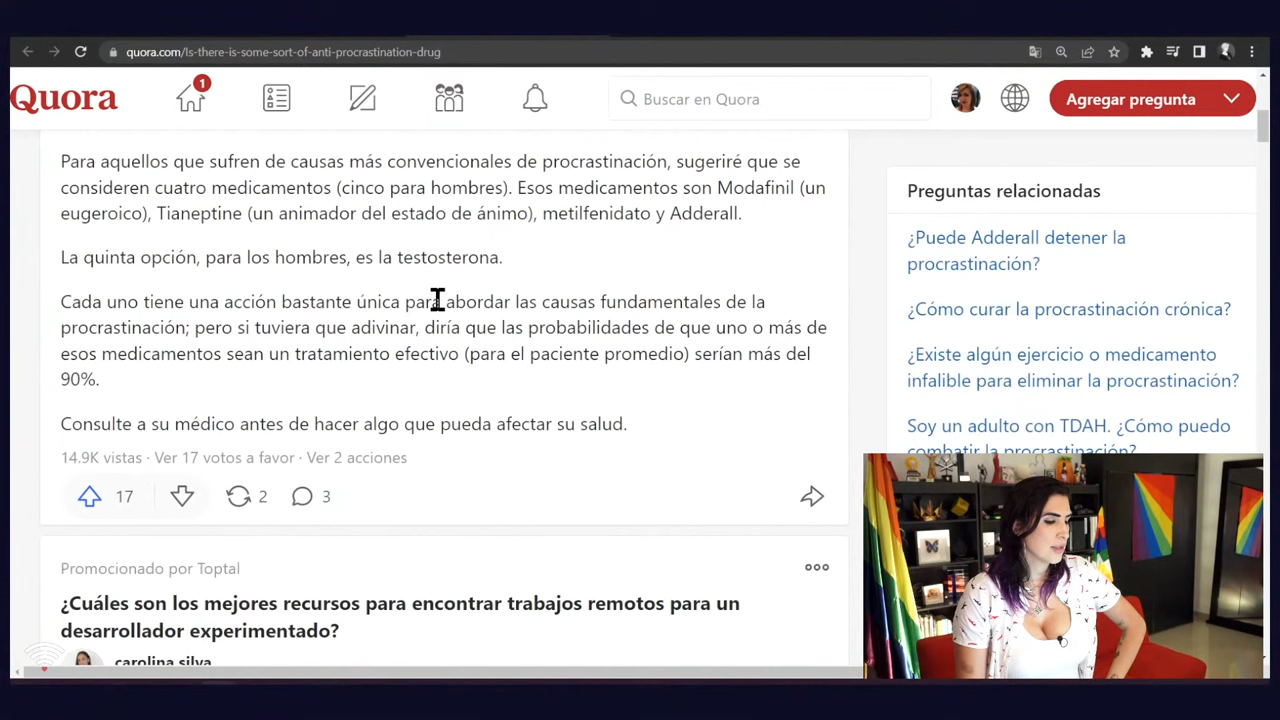 quora.com/Is-there-is-some-sort-of-anti-procrastination-drug
Quora
1
Buscar en Quora
Agregar pregunta
Para aquellos que sufren de causas más convencionales de procrastinación, sugeriré que se
consideren cuatro medicamentos (cinco para hombres). Esos medicamentos son Modafinil (un
eugeroico), Tianeptine (un animador del estado de ánimo), metilfenidato y Adderall.
La quinta opción, para los hombres, es la testosterona.
Cada uno tiene una acción bastante única para abordar las causas fundamentales de la
procrastinación; pero si tuviera que adivinar, diría que las probabilidades de que uno o más de
esos medicamentos sean un tratamiento efectivo (para el paciente promedio) serían más del
90%.
Consulte a su médico antes de hacer algo que pueda afectar su salud.
14.9K vistas · Ver 17 votos a favor · Ver 2 acciones
17
2
3
Promocionado por Toptal
¿Cuáles son los mejores recursos para encontrar trabajos remotos para un
desarrollador experimentado?
carolina silva
Preguntas relacionadas
¿Puede Adderall detener la
procrastinación?
¿Cómo curar la procrastinación crónica?
¿Existe algún ejercicio o medicamento
infalible para eliminar la procrastinación?
Soy un adulto con TDAH. ¿Cómo puedo
combatir la procrastinación?